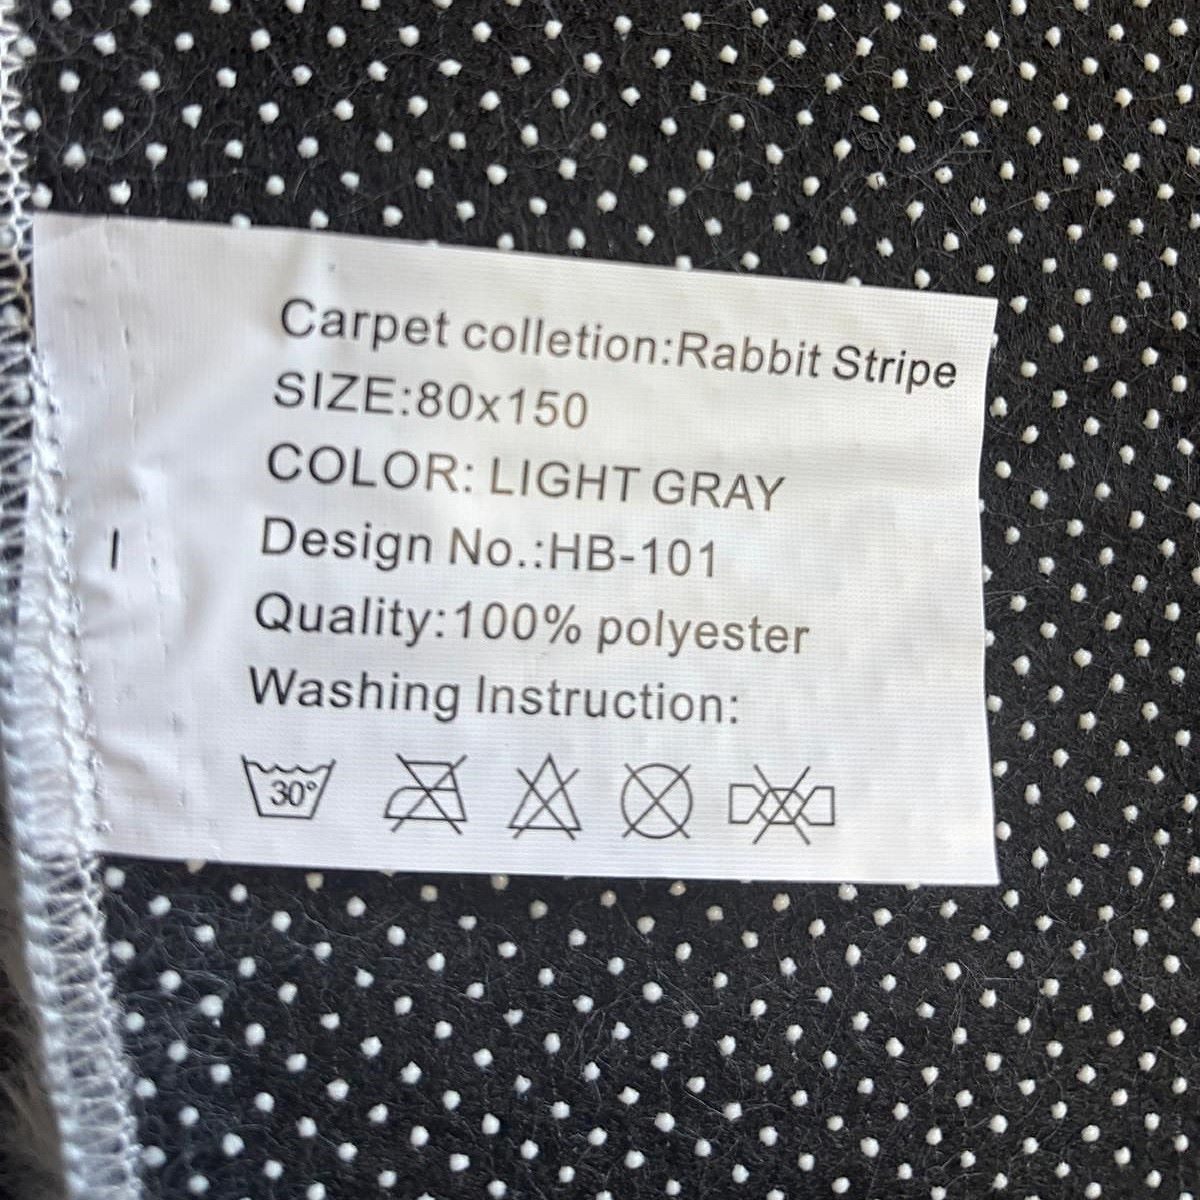 Carpet colletion:Rabbit Stripe
SIZE:80x150
COLOR: LIGHT GRAY
Design No.:HB-101
Quality:100% polyester
Washing Instruction:
30°